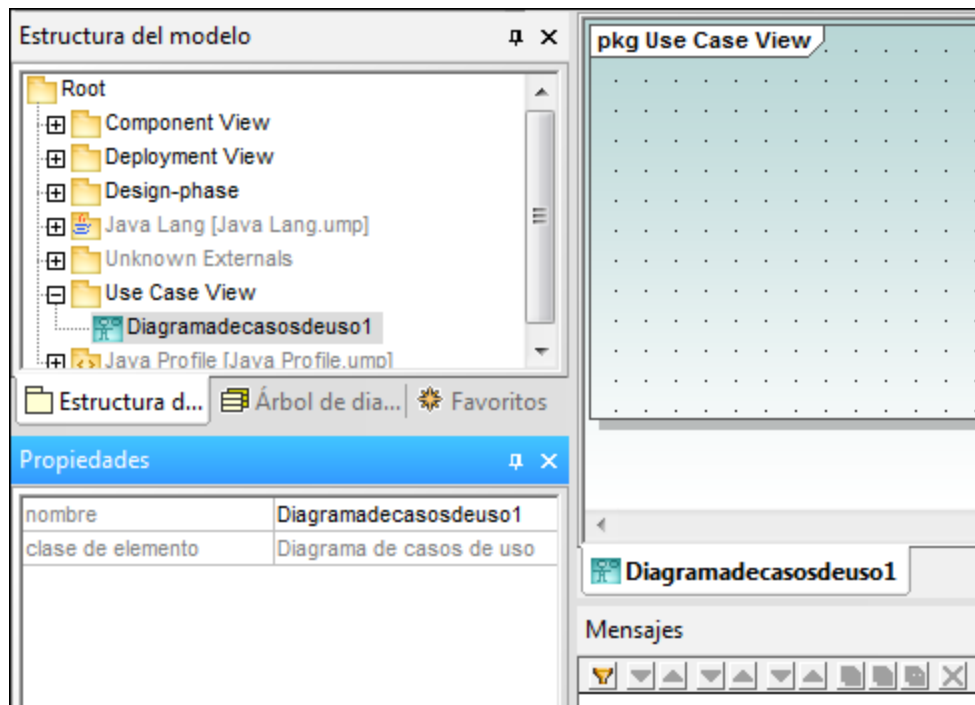 Estructura del modelo
Root
Component View
Deployment View
Design-phase
Java Lang [Java Lang.ump]
Unknown Externals
Use Case View
Diagramadecasosdeuso1
Java Profile [Java Profile.ump]
Estructura d...
Árbol de dia...
Favoritos
Propiedades
nombre Diagramadecasosdeuso1
clase de elemento Diagrama de casos de uso
pkg Use Case View
Diagramadecasosdeuso1
Mensajes